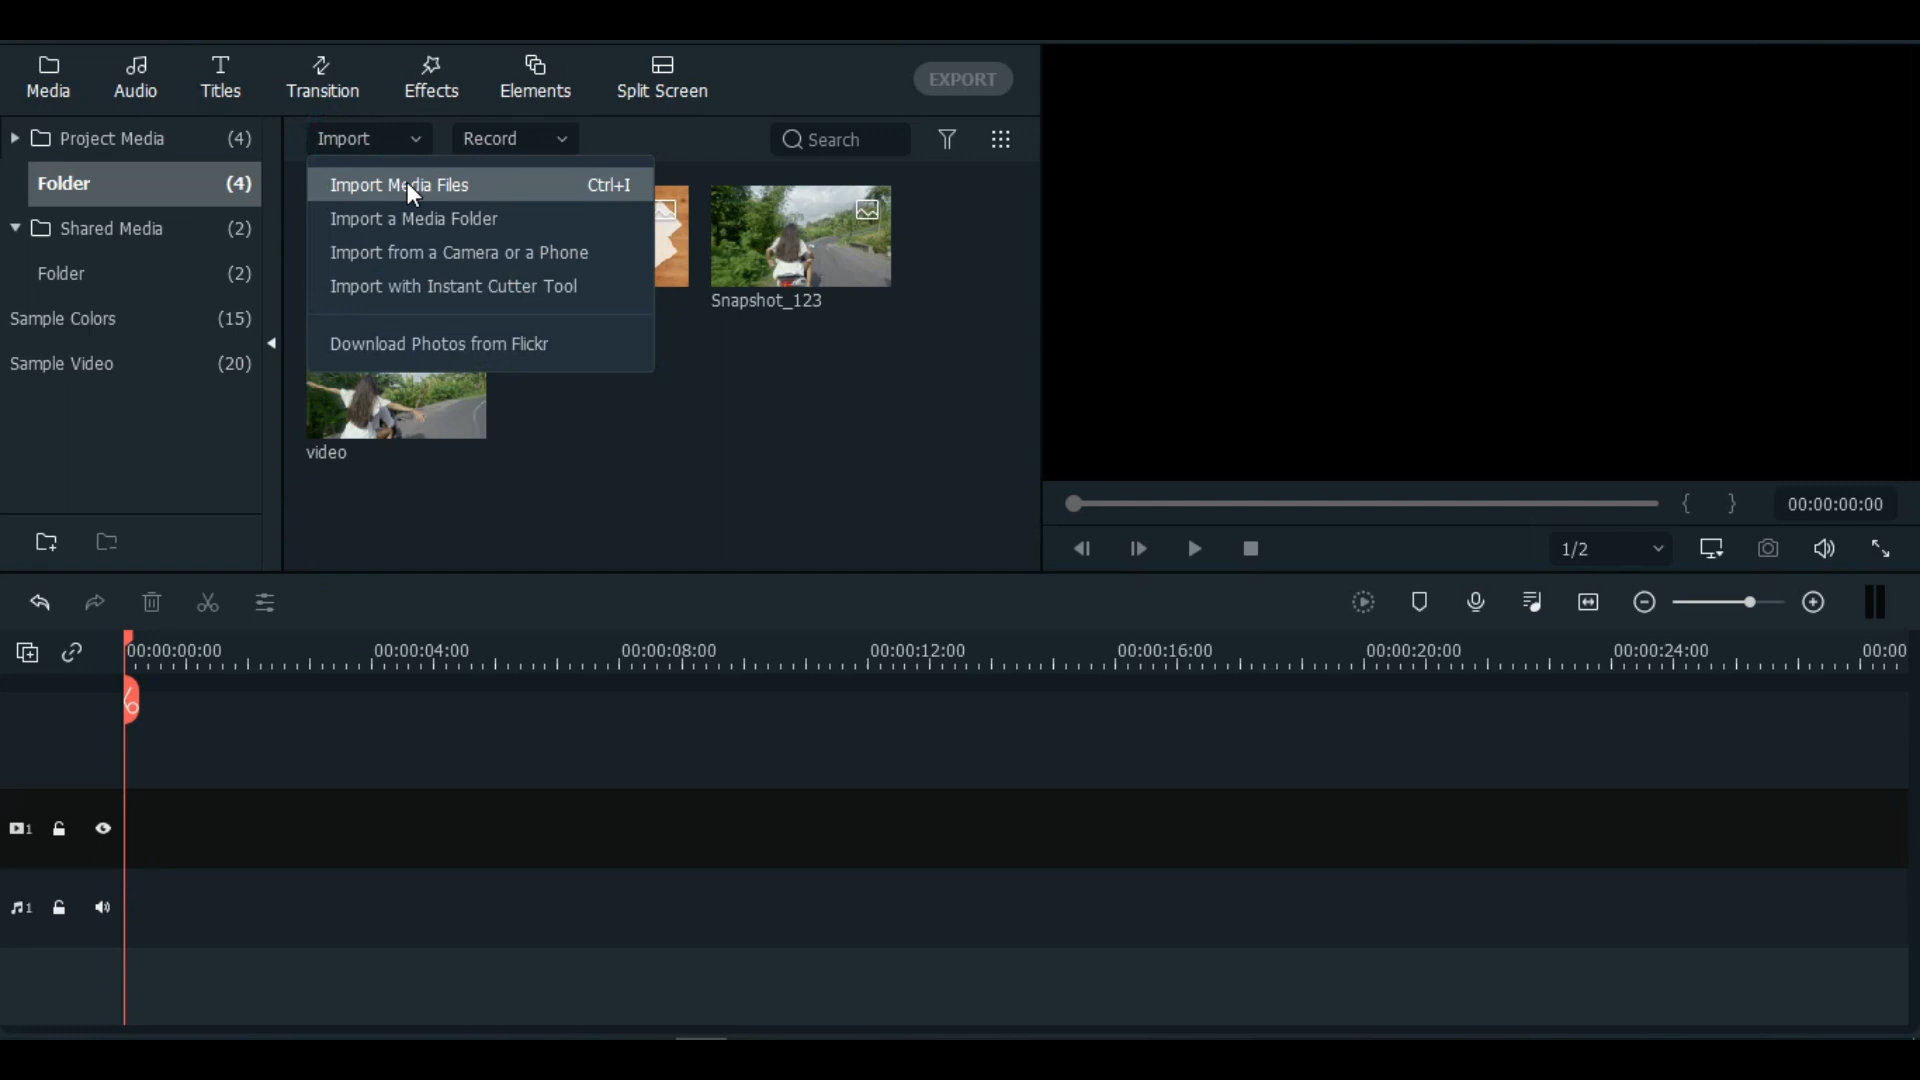 Media
Audio
Titles
Transition
Effects
Elements
Split Screen
EXPORT
Project Media (4)
Folder (4)
Shared Media (2)
Folder (2)
Sample Colors (15)
Sample Video (20)
Import
Record
Search
Import Media Files Ctrl+I
Import a Media Folder
Import from a Camera or a Phone
Import with Instant Cutter Tool
Download Photos from Flickr
Snapshot_123
video
{ } 00:00:00:00
1/2
00:00:00:00 00:00:04:00 00:00:08:00 00:00:12:00 00:00:16:00 00:00:20:00 00:00:24:00 00:00
1
1